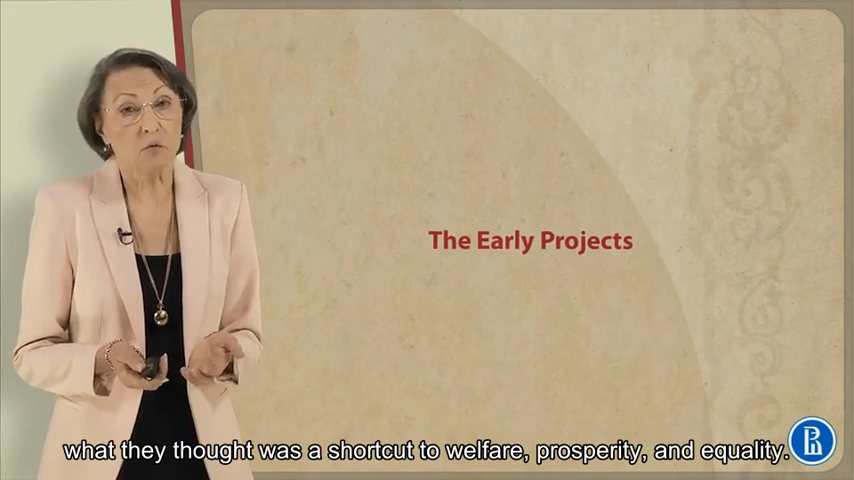 The Early Projects
what they thought was a shortcut to welfare, prosperity, and equality.